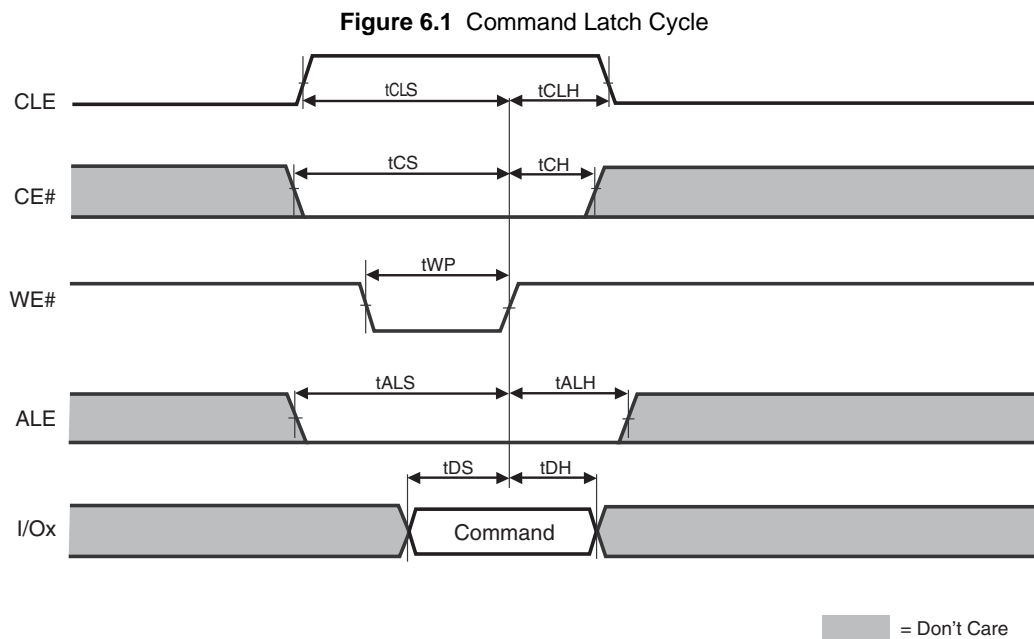 Figure 6.1 Command Latch Cycle
CLE
tCLS
tCLH
CE#
tCS
tCH
WE#
tWP
ALE
tALS
tALH
I/Ox
tDS
tDH
Command
= Don't Care